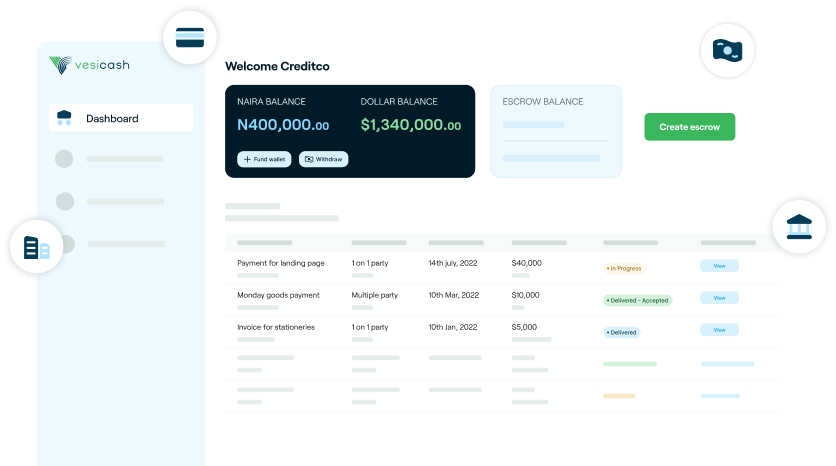 vesicash
Welcome Creditco
Dashboard
NAIRA BALANCE
DOLLAR BALANCE
ESCROW BALANCE
N400,000.00
$1,340,000.00
Create escrow
+ Fund wallet
Withdraw
Payment for landing page 1 on 1 party 14th july, 2022 $40,000 • In Progress View
Monday goods payment Multiple party 10th Mar, 2022 $10,000 • Delivered - Accepted View
Invoice for stationeries 1 on 1 party 10th Jan, 2022 $5,000 • Delivered View